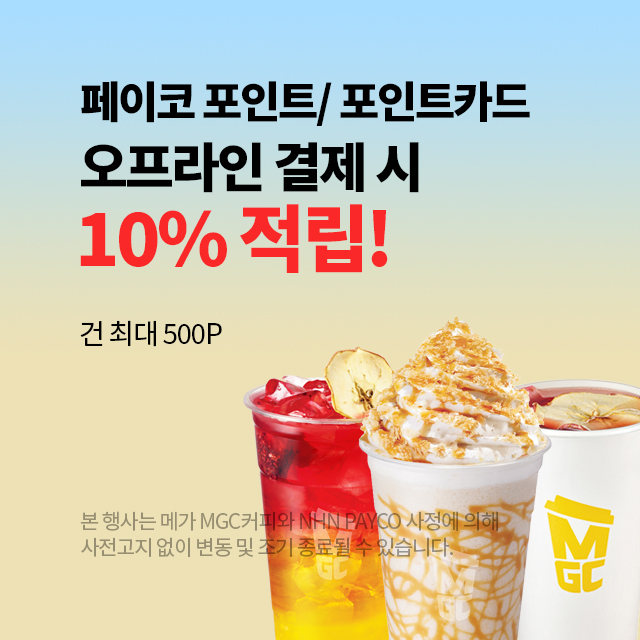 페이코 포인트/ 포인트카드
오프라인 결제 시
10% 적립!
건 최대 500P
본 행사는 메가 MGC커피와 NHN PAYCO 사정에 의해
사전고지 없이 변동 및 조기 종료될 수 있습니다.
MGC
MGC
MGC